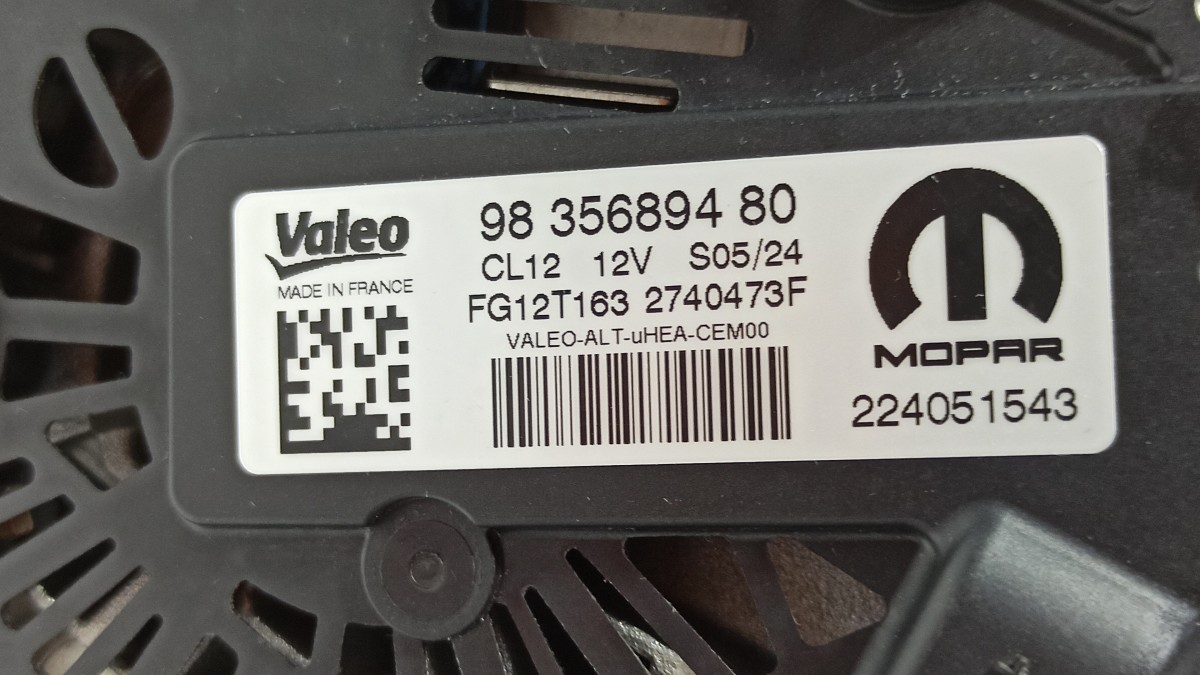 Valeo
MADE IN FRANCE
98 356894 80
CL12 12V S05/24
FG12T163 2740473F
VALEO-ALT-uHEA-CEM00
MOPAR
224051543